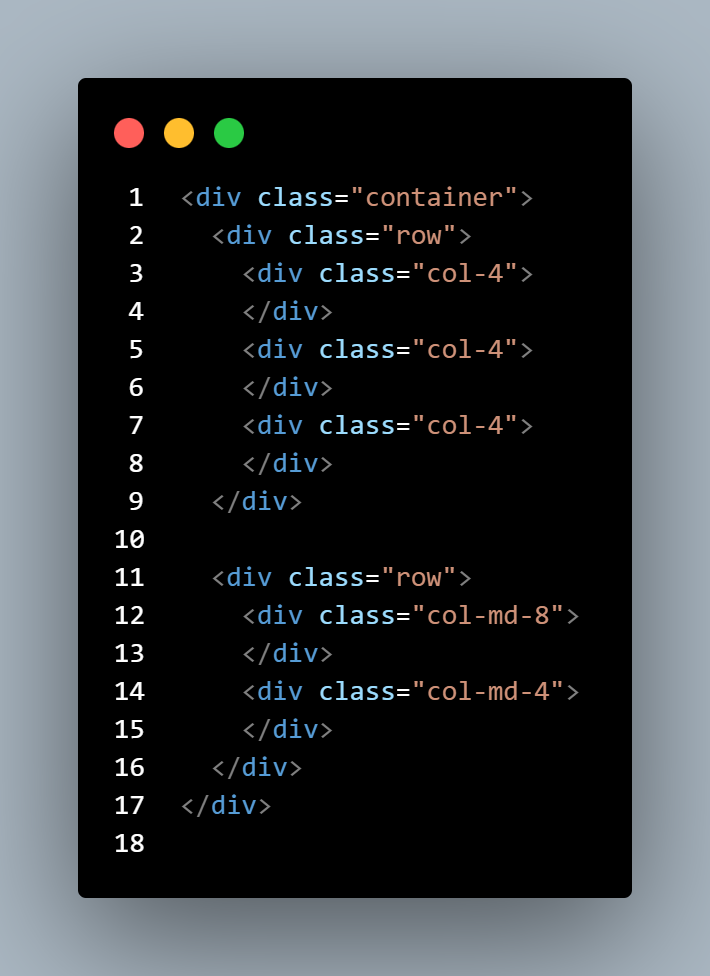 1 <div class="container">
2   <div class="row">
3     <div class="col-4">
4     </div>
5     <div class="col-4">
6     </div>
7     <div class="col-4">
8     </div>
9   </div>
10
11   <div class="row">
12     <div class="col-md-8">
13     </div>
14     <div class="col-md-4">
15     </div>
16   </div>
17 </div>
18